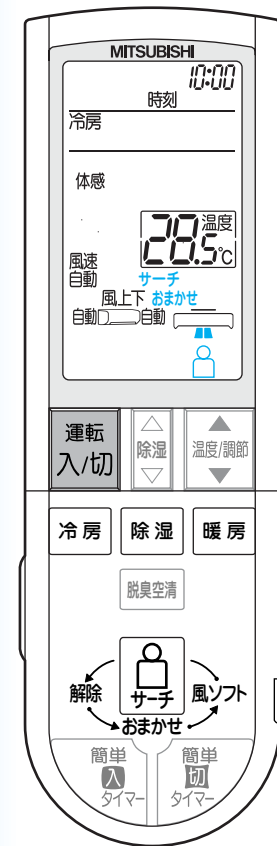 MITSUBISHI
10:00
時刻
冷房
体感
28.5℃ 温度
風速
自動 サーチ
風上下 おまかせ
自動 自動
運転
入/切
△
除湿
▽
▲
温度/調節
▼
冷房 除湿 暖房
脱臭空清
解除 サーチ 風ソフト
おまかせ
簡単
入
タイマー
簡単
切
タイマー